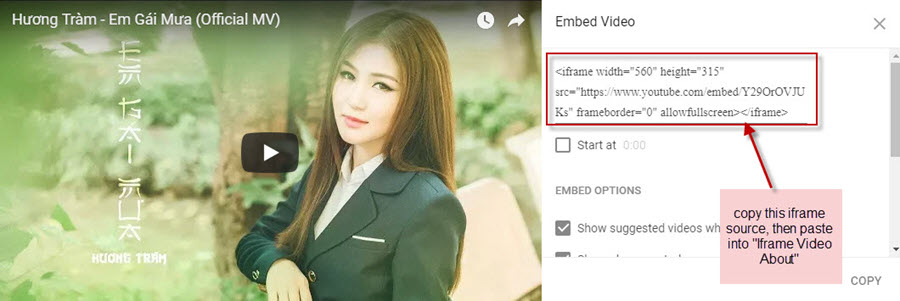 Hương Tràm - Em Gái Mưa (Official MV)
EM GÁI MƯA
HƯƠNG TRÀM
Embed Video
<iframe width="560" height="315"
src="https://www.youtube.com/embed/Y29OrOVJU
Ks" frameborder="0" allowfullscreen></iframe>
Start at 0:00
EMBED OPTIONS
Show suggested videos wh
copy this iframe
source, then paste
into "Iframe Video
About"
COPY